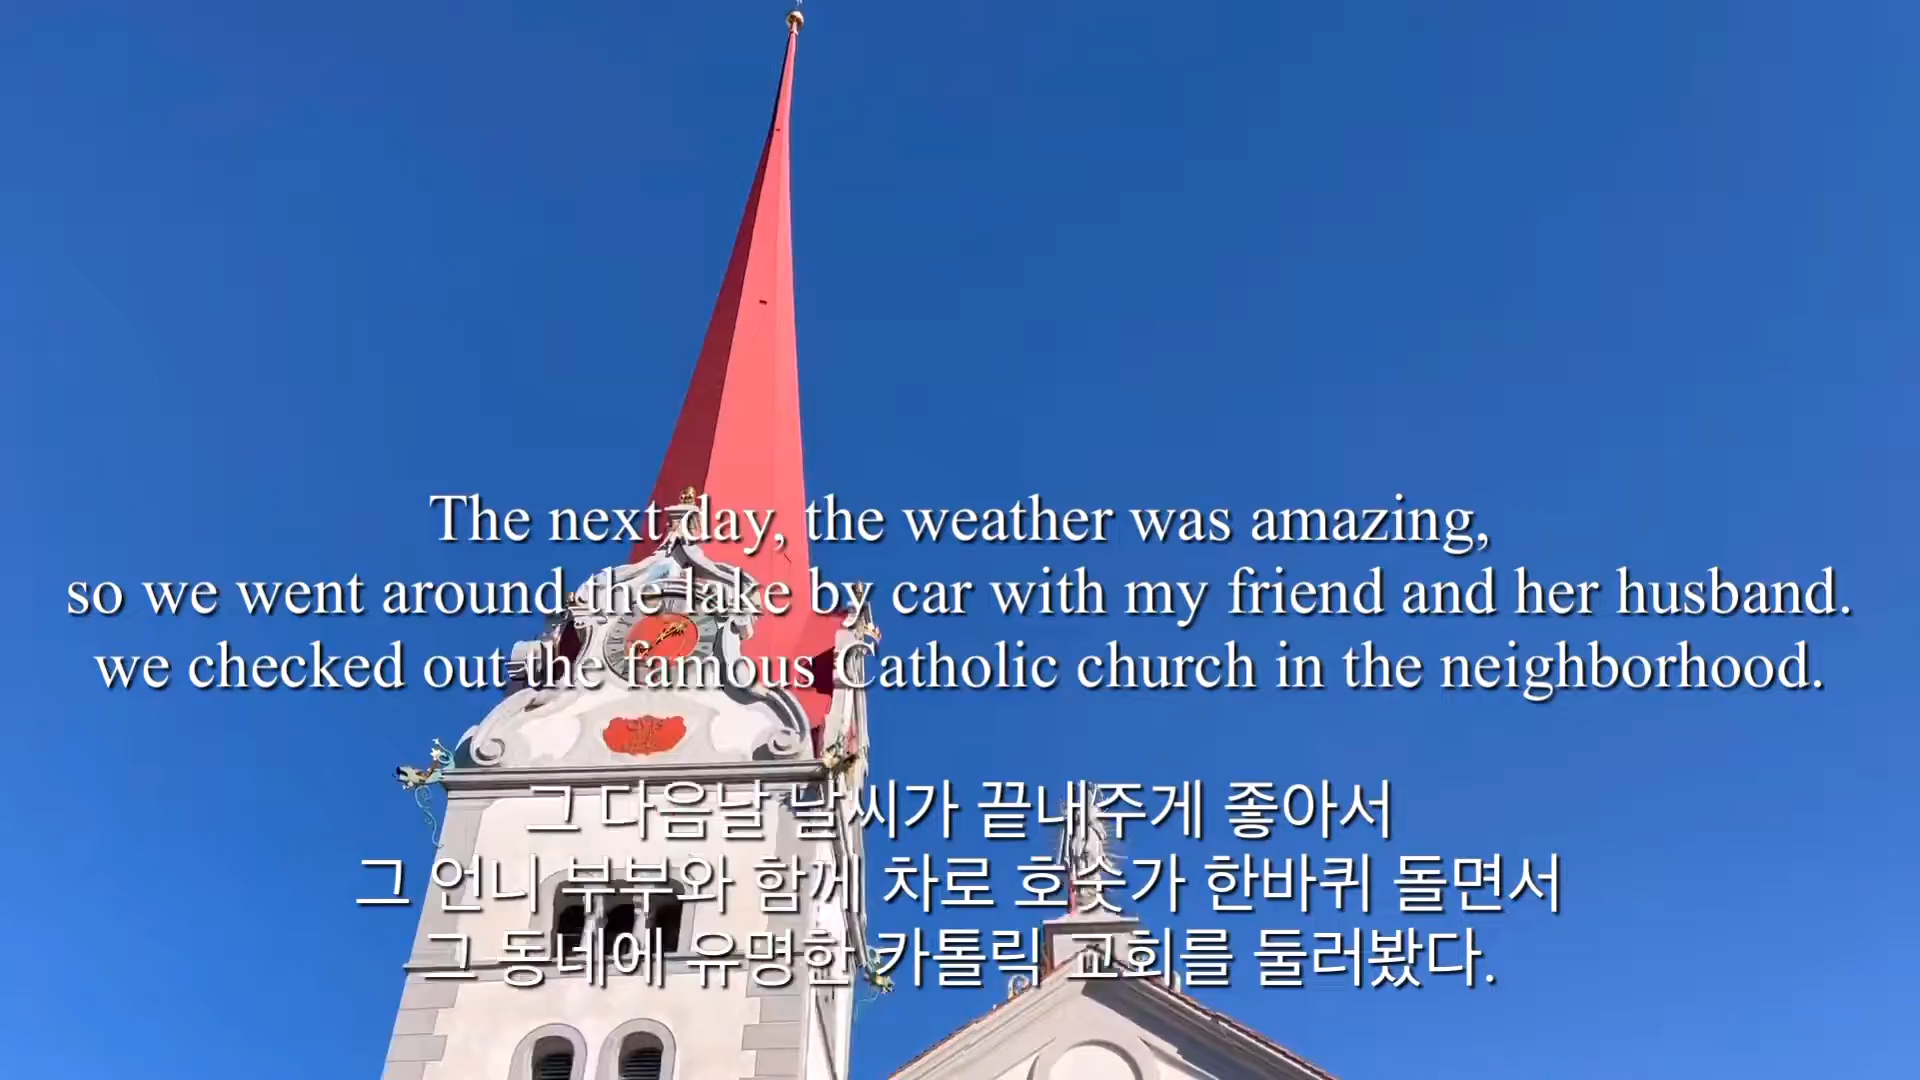 The next day, the weather was amazing,
so we went around the lake by car with my friend and her husband.
we checked out the famous Catholic church in the neighborhood.
그 다음날 날씨가 끝내주게 좋아서
그 언니 부부와 함께 차로 호숫가 한바퀴 돌면서
그 동네에 유명한 카톨릭 교회를 둘러봤다.